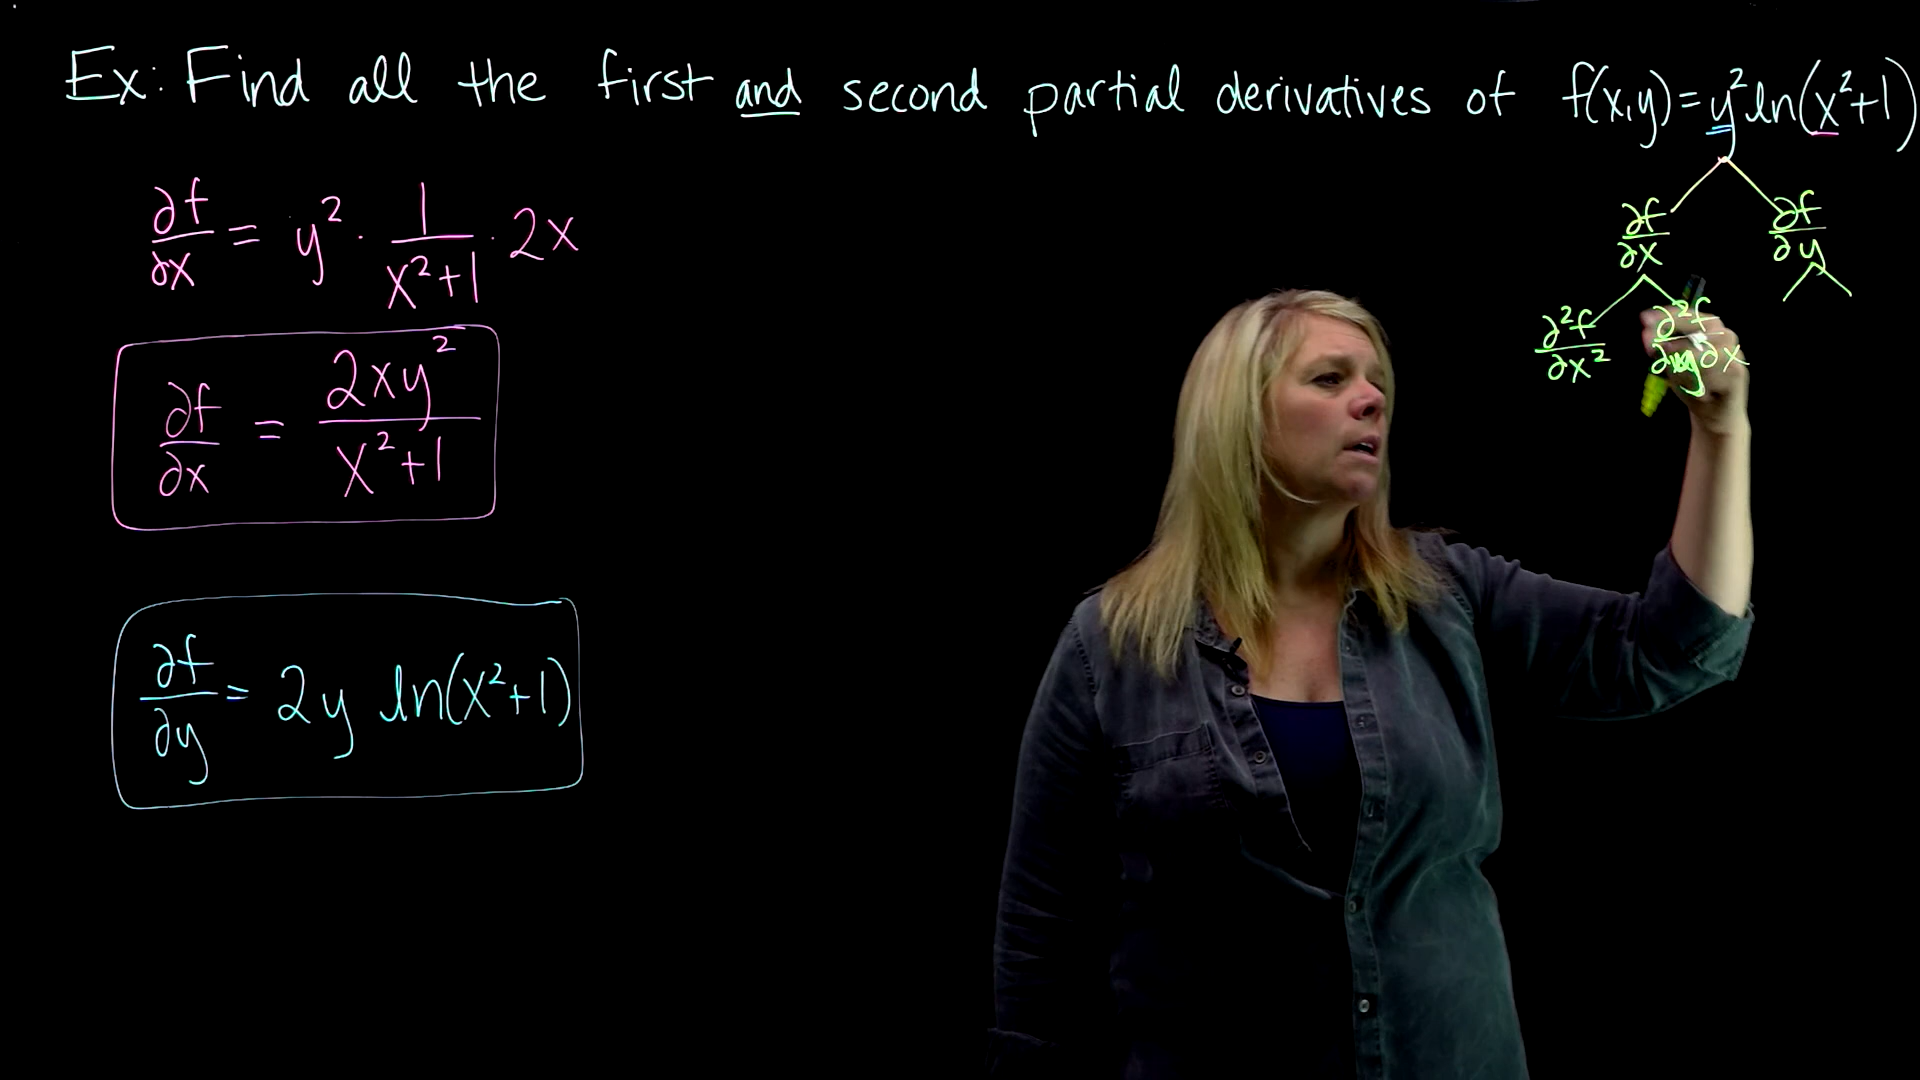 Ex: Find all the first and second partial derivatives of f(x,y)=y²ln(x²+1)
∂f/∂x = y² · 1/(x²+1) · 2x
∂f/∂x = 2xy²/(x²+1)
∂f/∂y = 2y ln(x²+1)
∂f/∂x ∂f/∂y
∂²f/∂x² ∂²f/∂y∂x